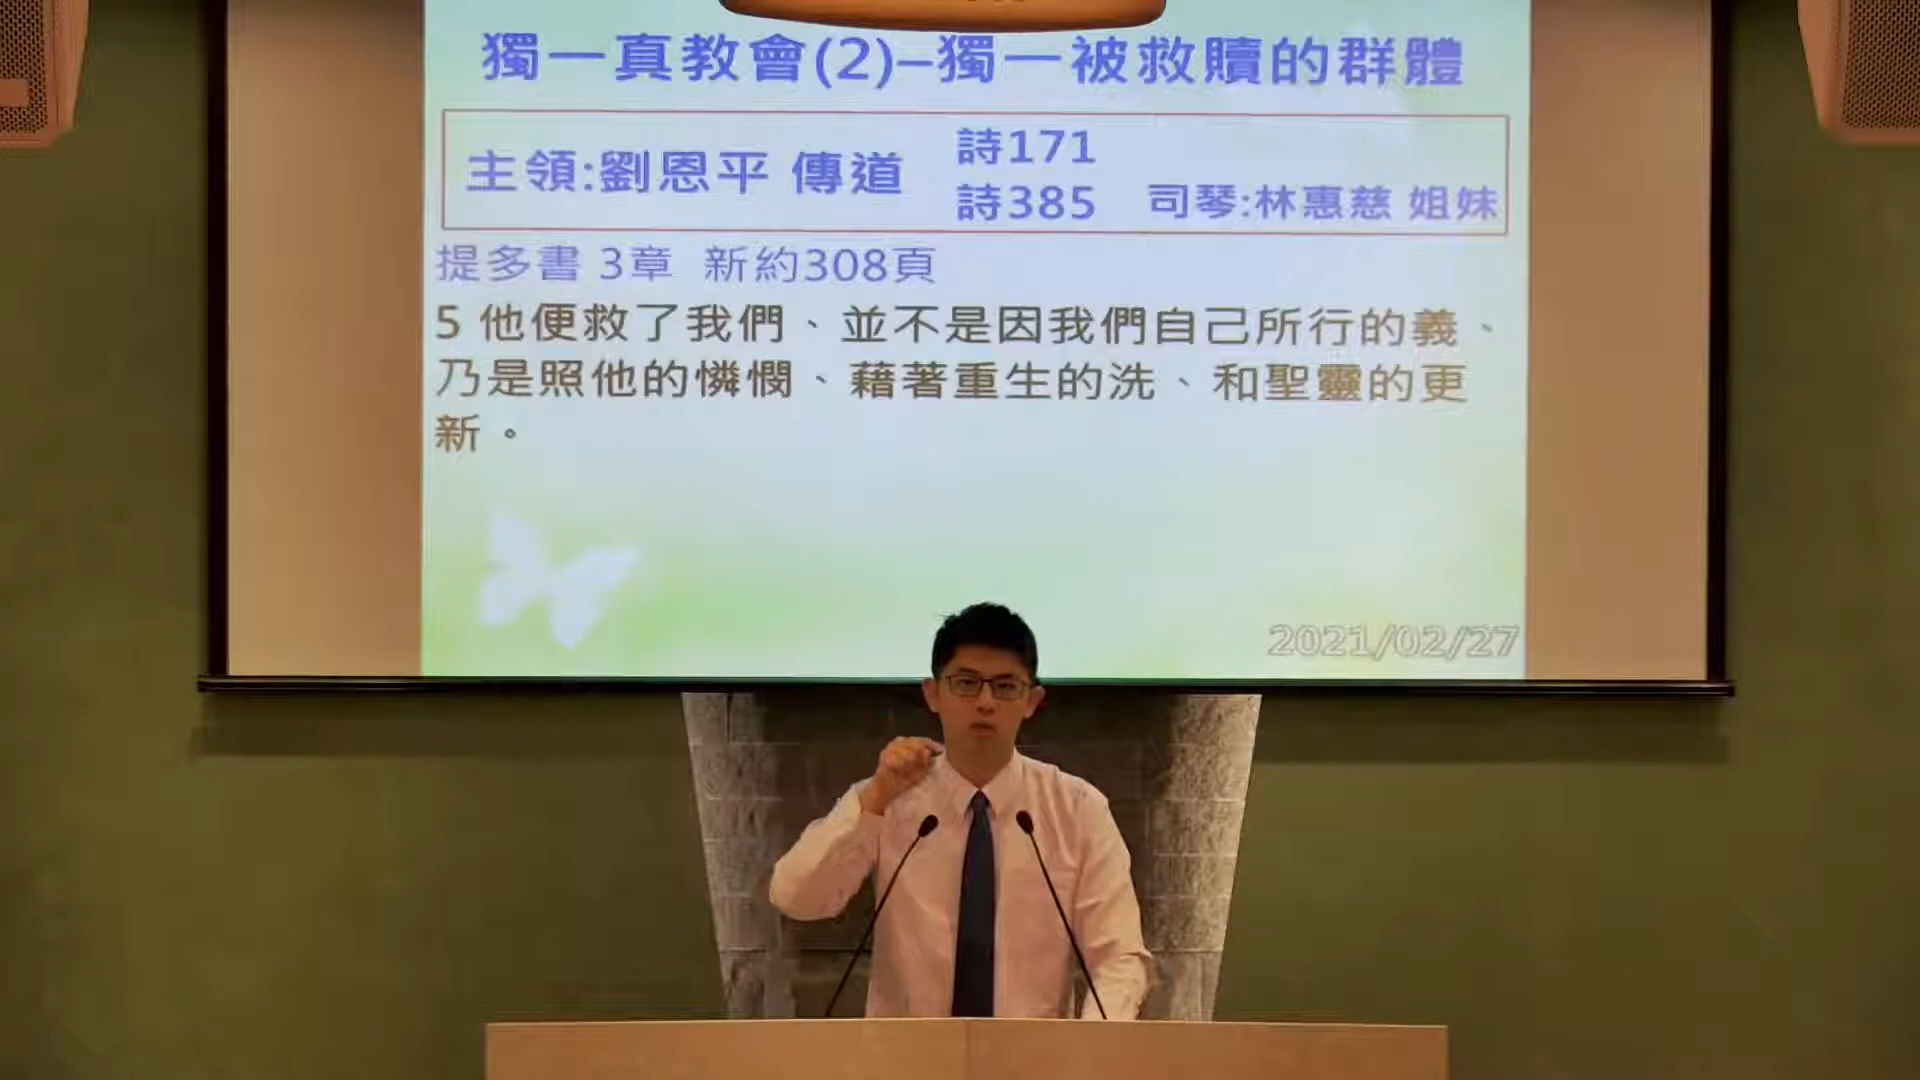 獨一真教會(2)–獨一被救贖的群體
主領:劉恩平 傳道
詩171
詩385 司琴:林惠慈 姐妹
提多書 3章 新約308頁
5 他便救了我們、並不是因我們自己所行的義、
乃是照他的憐憫、藉著重生的洗、和聖靈的更
新。
2021/02/27